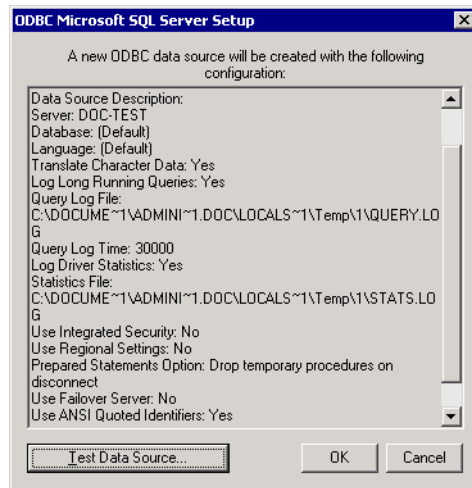 ODBC Microsoft SQL Server Setup
A new ODBC data source will be created with the following
configuration:
Data Source Description:
Server: DOC-TEST
Database: (Default)
Language: (Default)
Translate Character Data: Yes
Log Long Running Queries: Yes
Query Log File:
C:\DOCUME~1\ADMINI~1.DOC\LOCALS~1\Temp\1\QUERY.LO
G
Query Log Time: 30000
Log Driver Statistics: Yes
Statistics File:
C:\DOCUME~1\ADMINI~1.DOC\LOCALS~1\Temp\1\STATS.LO
G
Use Integrated Security: No
Use Regional Settings: No
Prepared Statements Option: Drop temporary procedures on
disconnect
Use Failover Server: No
Use ANSI Quoted Identifiers: Yes
Test Data Source... OK Cancel